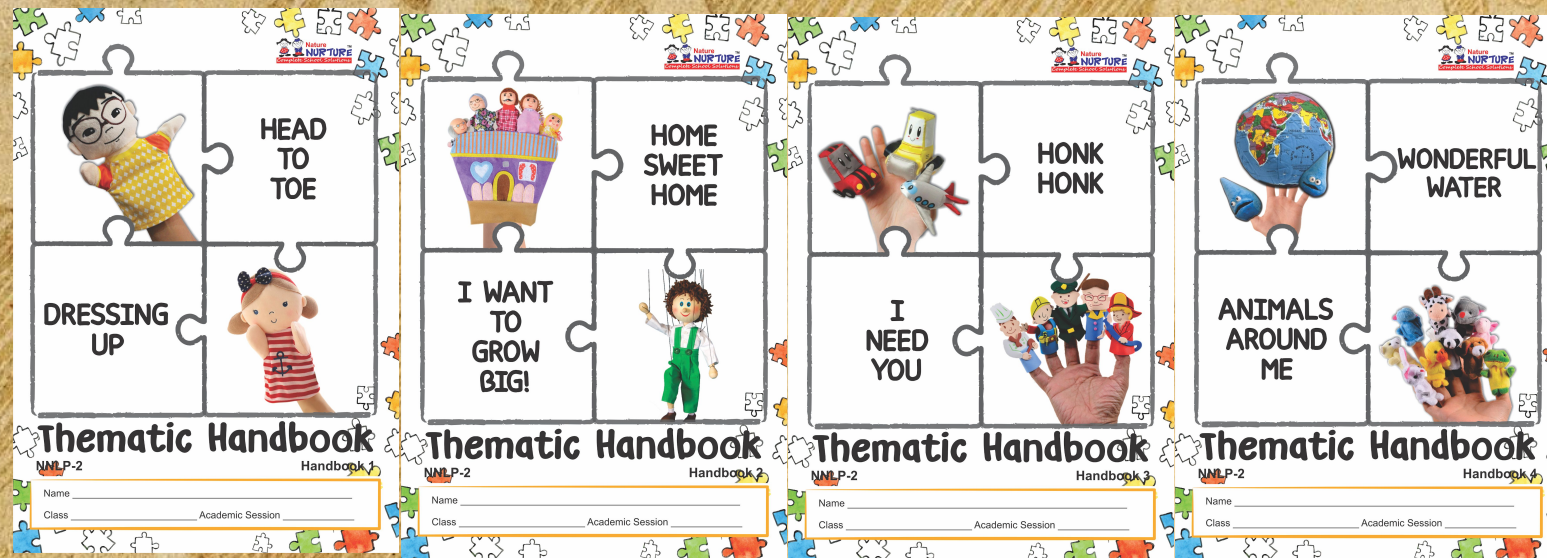 Nature
NURTURE™
Complete School Solutions
HEAD
TO
TOE
DRESSING
UP
Thematic Handbook
NNLP-2 Handbook 1
Name
Class Academic Session
Nature
NURTURE™
Complete School Solutions
HOME
SWEET
HOME
I WANT
TO
GROW
BIG!
Thematic Handbook
NNLP-2 Handbook 2
Name
Class Academic Session
Nature
NURTURE™
Complete School Solutions
HONK
HONK
I
NEED
YOU
Thematic Handbook
NNLP-2 Handbook 3
Name
Class Academic Session
Nature
NURTURE™
Complete School Solutions
WONDERFUL
WATER
ANIMALS
AROUND
ME
Thematic Handbook
NNLP-2 Handbook 4
Name
Class Academic Session